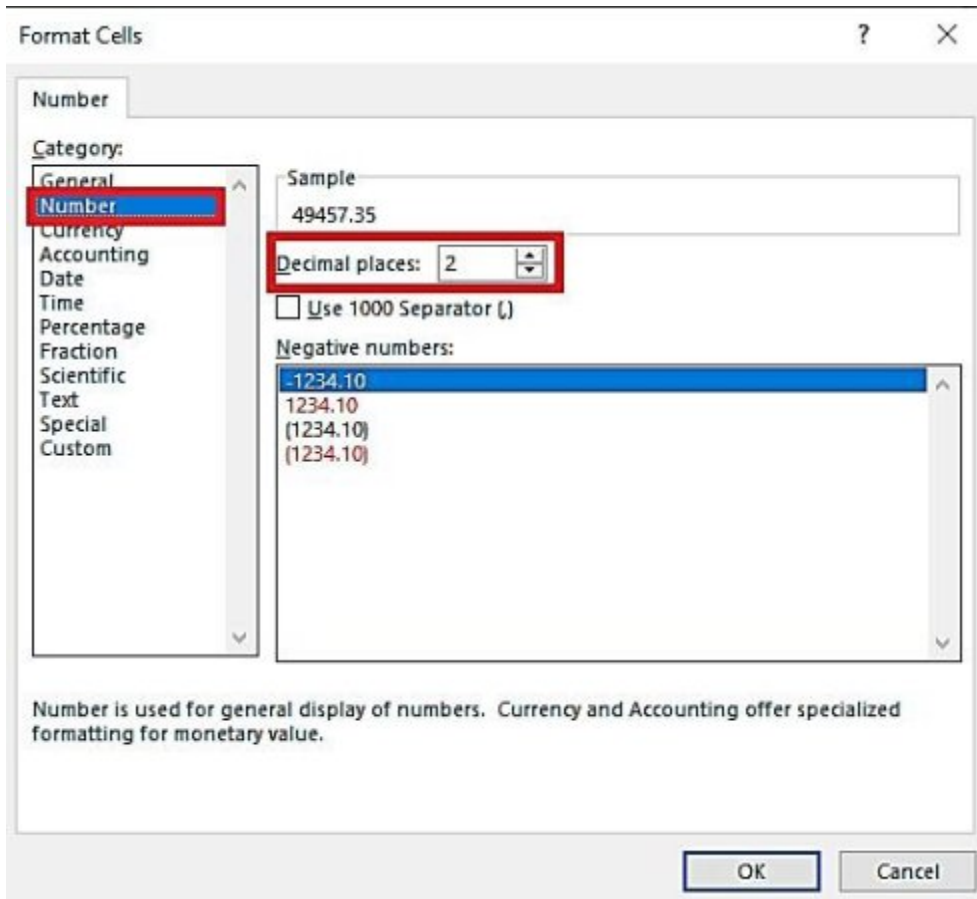 Format Cells
?
Number
Category:
General
Number
Currency
Accounting
Date
Time
Percentage
Fraction
Scientific
Text
Special
Custom
Sample
49457.35
Decimal places: 2
Use 1000 Separator (,)
Negative numbers:
-1234.10
1234.10
(1234.10)
(1234.10)
Number is used for general display of numbers.  Currency and Accounting offer specialized
formatting for monetary value.
OK
Cancel